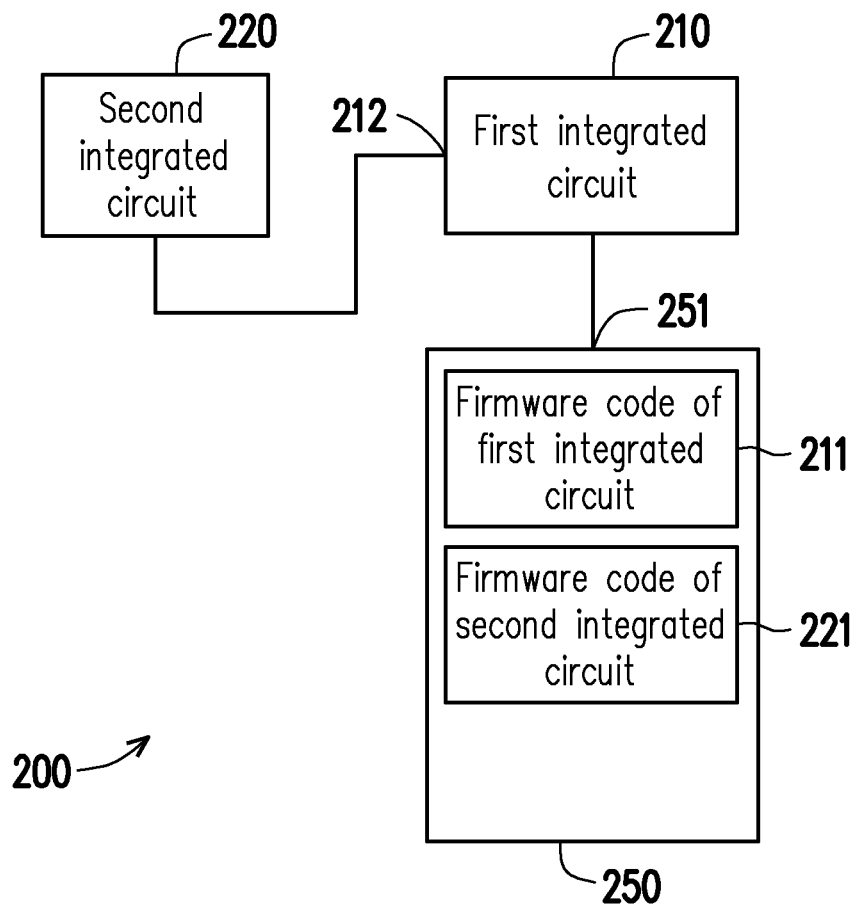 220
210
Second
integrated
circuit
212
First integrated
circuit
251
Firmware code of
first integrated
circuit
211
Firmware code of
second integrated
circuit
221
200
250